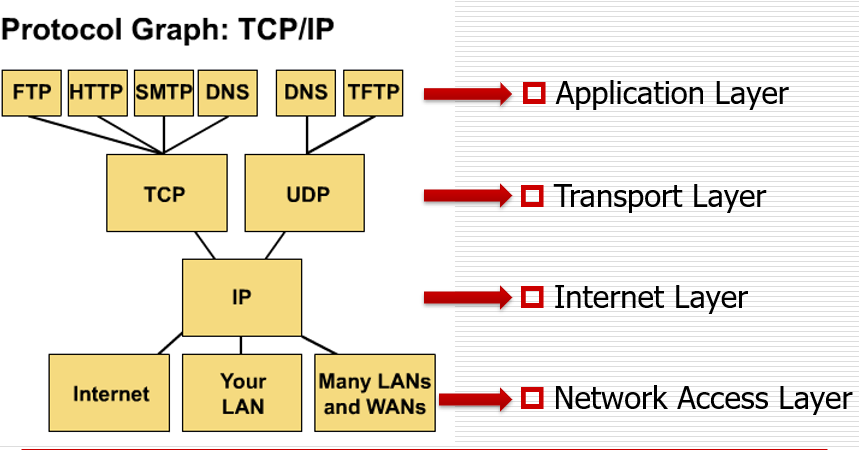 Protocol Graph: TCP/IP
FTP HTTP SMTP DNS DNS TFTP
Application Layer
TCP UDP
Transport Layer
IP
Internet Layer
Internet
Your
LAN
Many LANs
and WANs
Network Access Layer